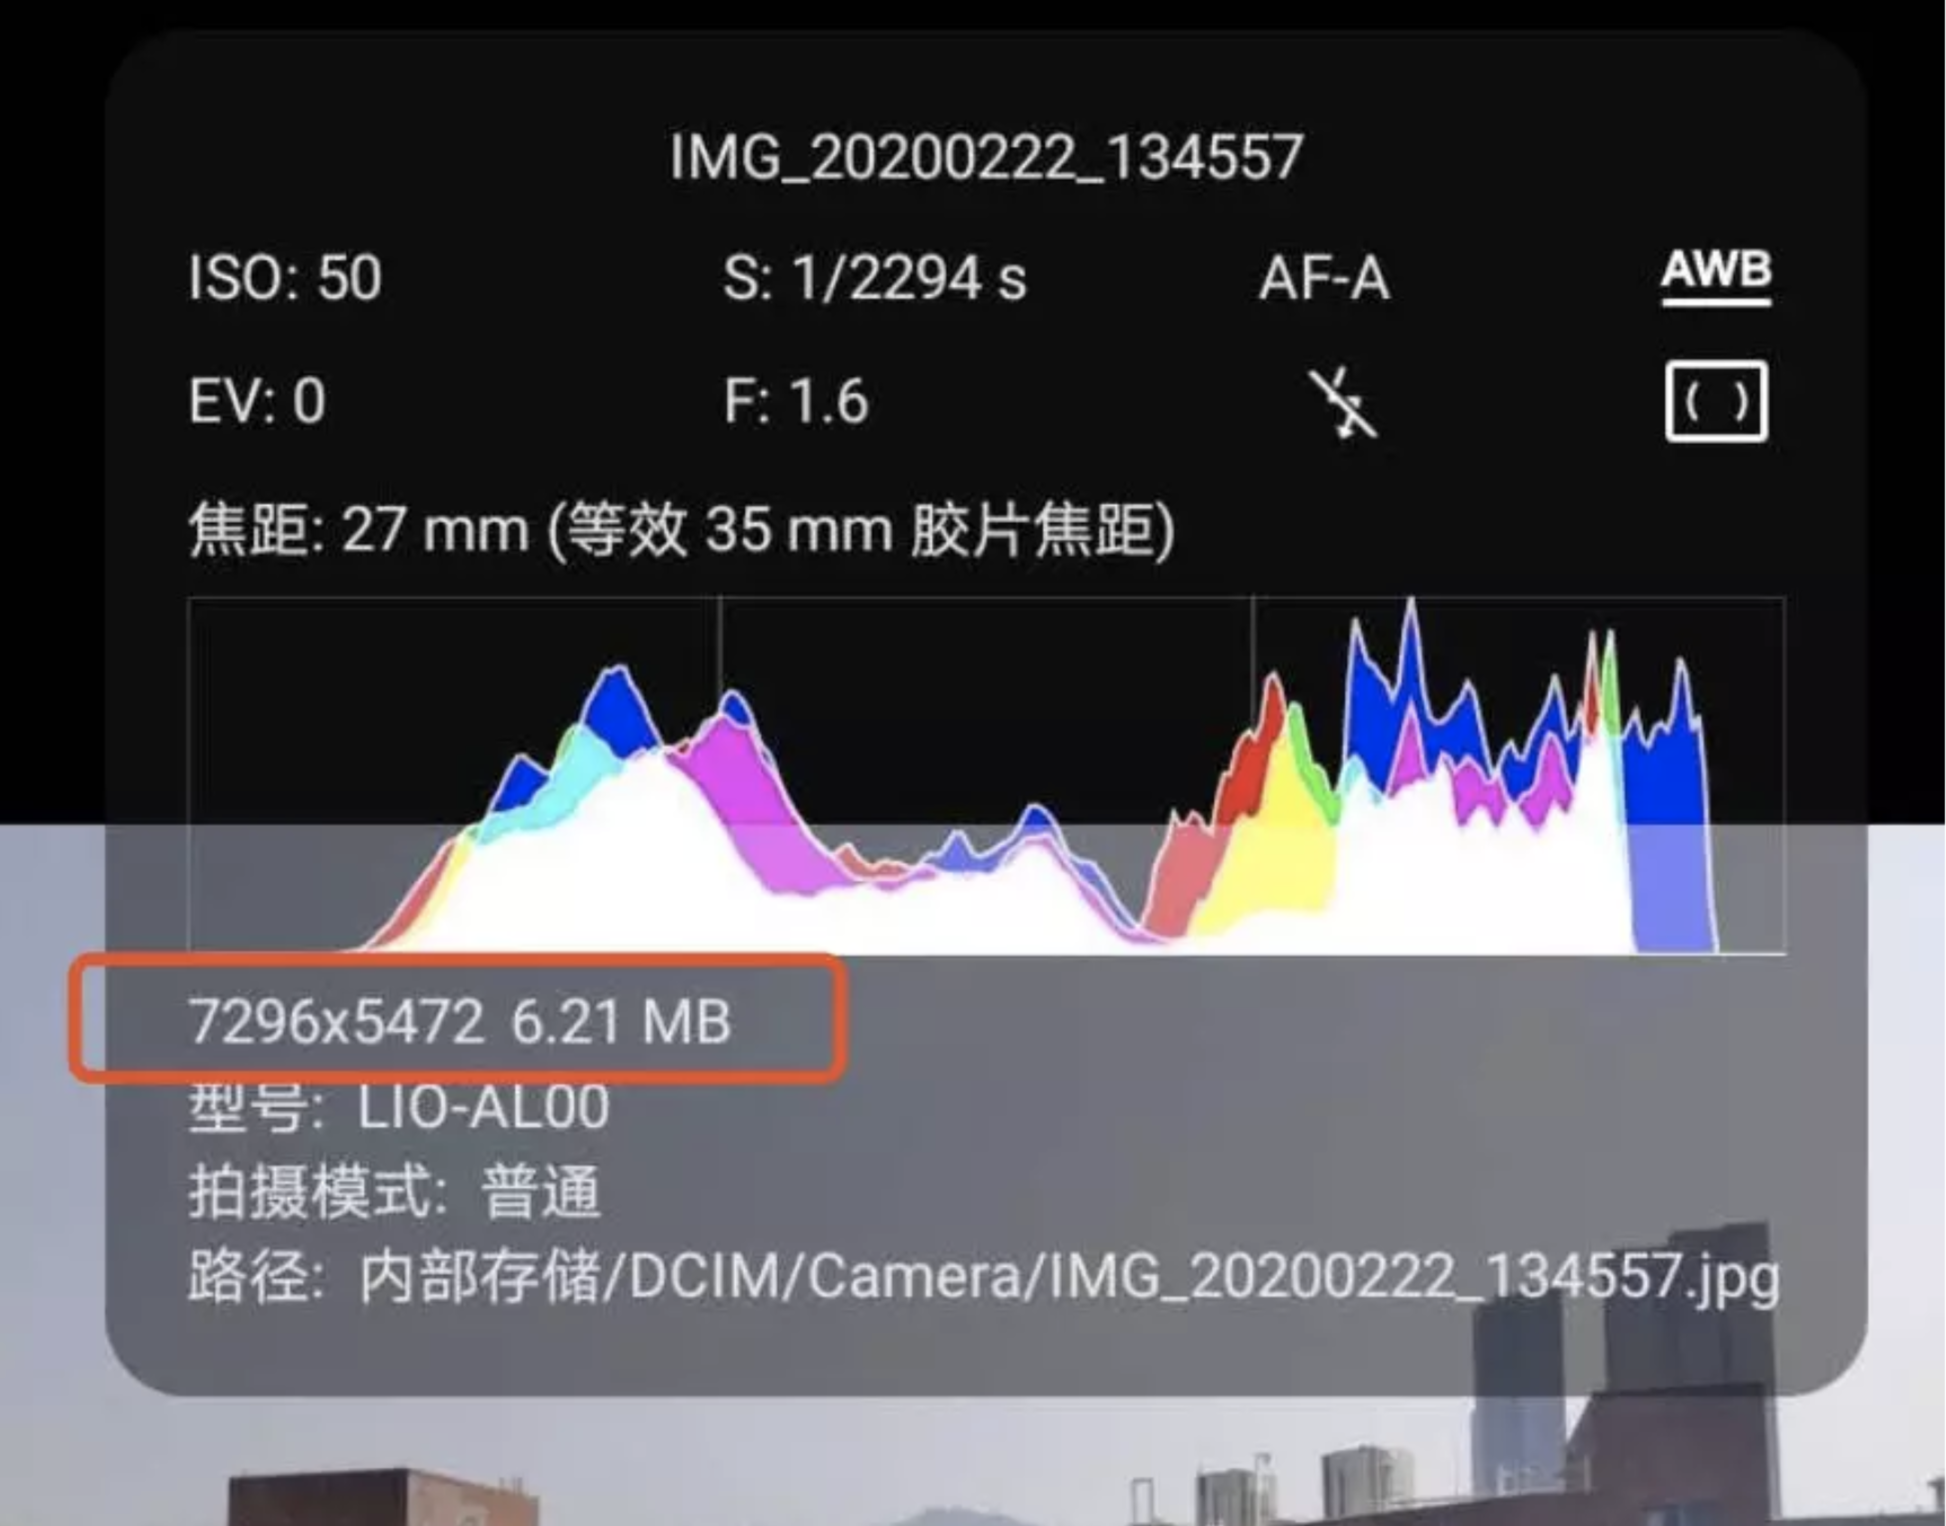 IMG_20200222_134557
ISO: 50 S: 1/2294 s AF-A AWB
EV: 0 F: 1.6
焦距: 27 mm (等效 35 mm 胶片焦距)
7296x5472 6.21 MB
型号: LIO-AL00
拍摄模式: 普通
路径: 内部存储/DCIM/Camera/IMG_20200222_134557.jpg